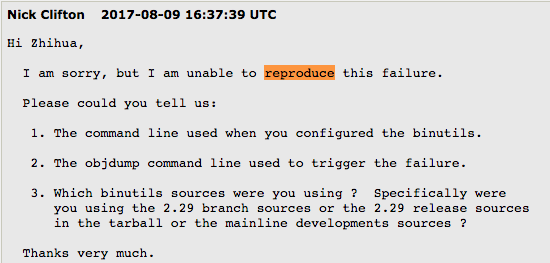 Nick Clifton 2017-08-09 16:37:39 UTC
Hi Zhihua,
I am sorry, but I am unable to reproduce this failure.
Please could you tell us:
1. The command line used when you configured the binutils.
2. The objdump command line used to trigger the failure.
3. Which binutils sources were you using ?  Specifically were
you using the 2.29 branch sources or the 2.29 release sources
in the tarball or the mainline developments sources ?
Thanks very much.